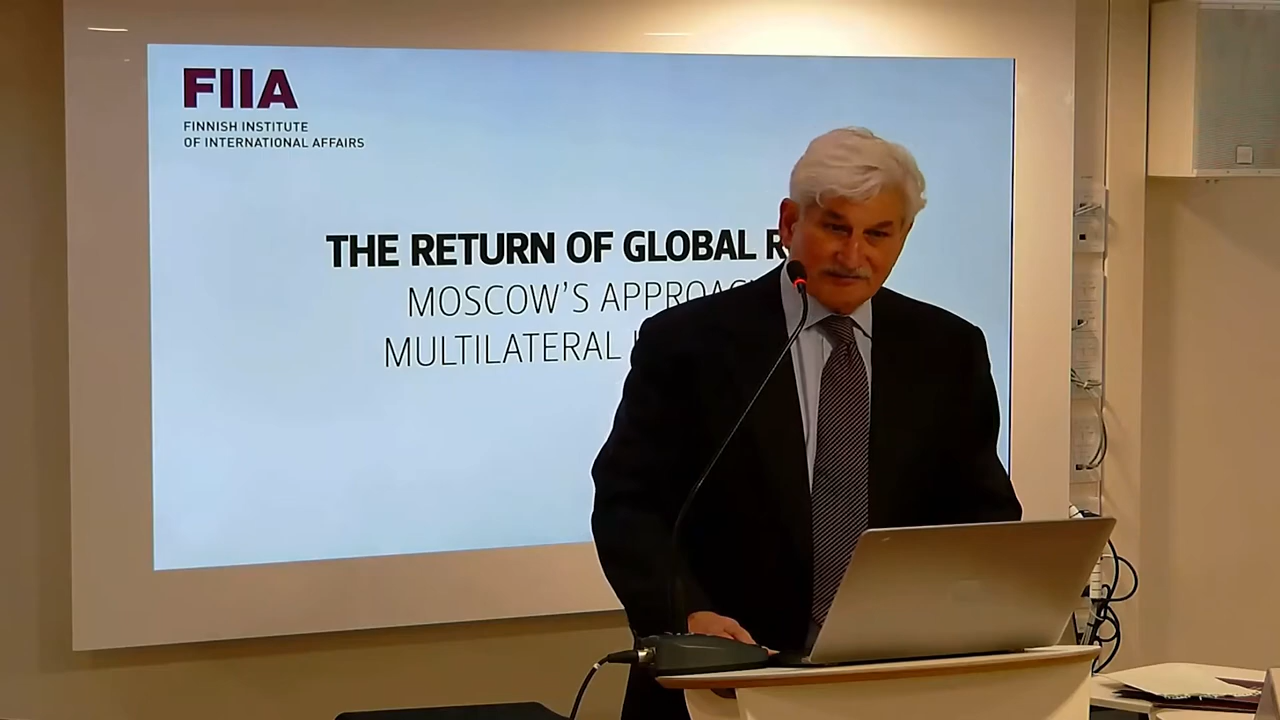 FIIA
FINNISH INSTITUTE
OF INTERNATIONAL AFFAIRS
THE RETURN OF GLOBAL
MOSCOW'S
MULTILATERAL